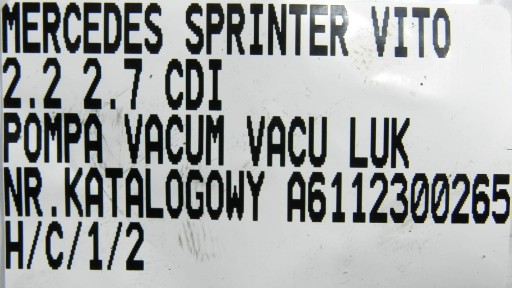 MERCEDES SPRINTER VITO
2.2 2.7 CDI
POMPA VACUM VACU LUK
NR.KATALOGOWY A6112300265
H/C/1/2